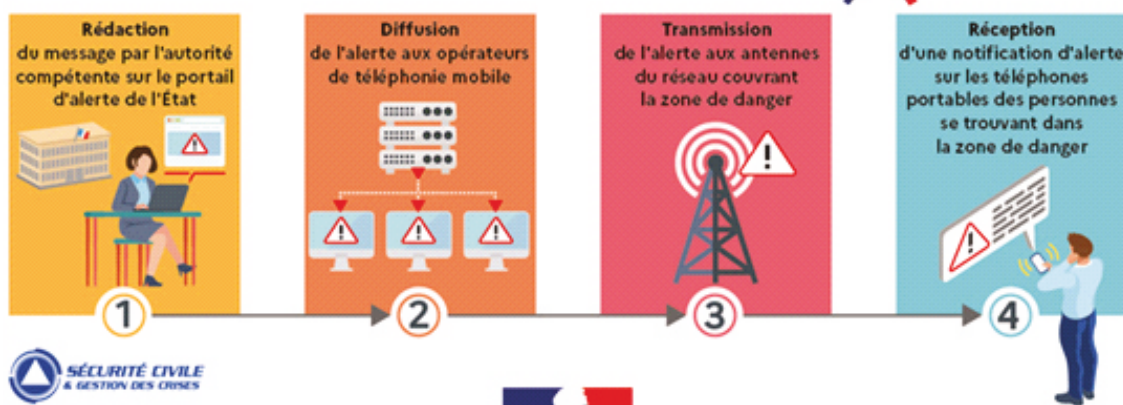 Rédaction
du message par l'autorité
compétente sur le portail
d'alerte de l'État
1
Diffusion
de l'alerte aux opérateurs
de téléphonie mobile
2
Transmission
de l'alerte aux antennes
du réseau couvrant
la zone de danger
3
Réception
d'une notification d'alerte
sur les téléphones
portables des personnes
se trouvant dans
la zone de danger
4
SÉCURITÉ CIVILE
& GESTION DES CRISES